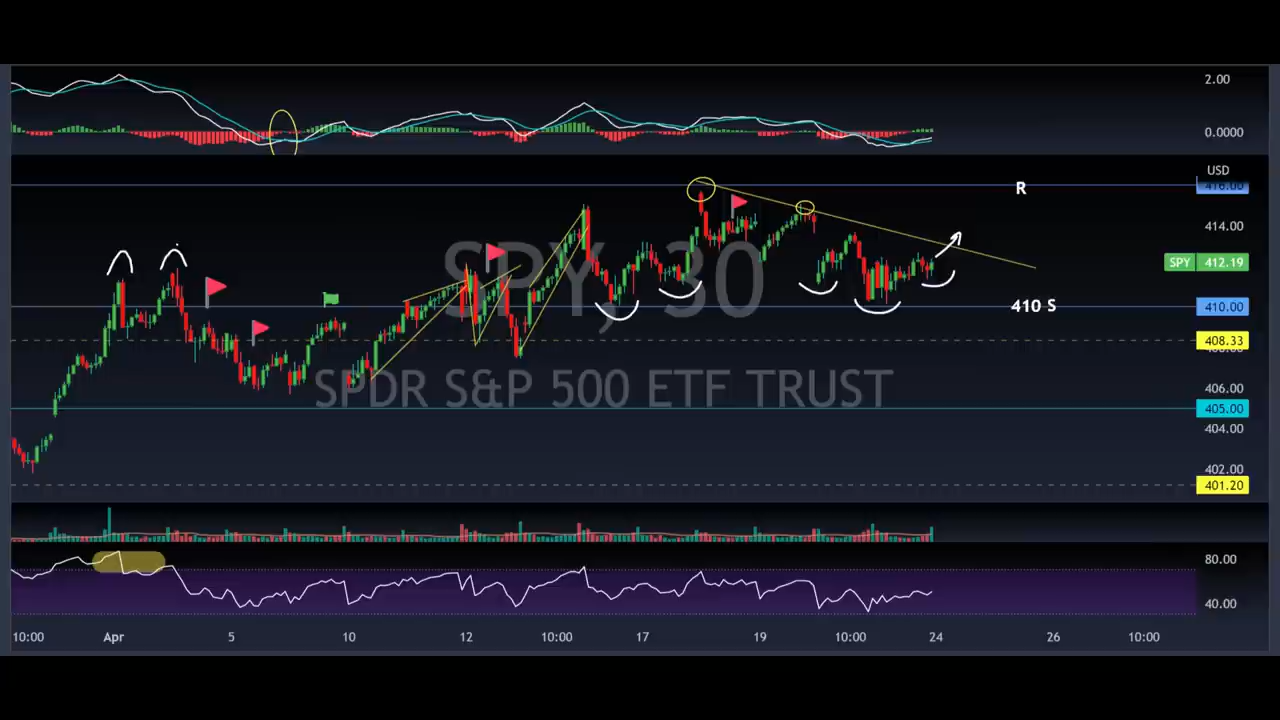 2.00
0.0000
USD
416.00
R
414.00
SPY, 30
SPY 412.19
410 S
410.00
408.33
SPDR S&P 500 ETF TRUST
406.00
405.00
404.00
402.00
401.20
80.00
40.00
10:00 Apr 5 10 12 10:00 17 19 10:00 24 26 10:00